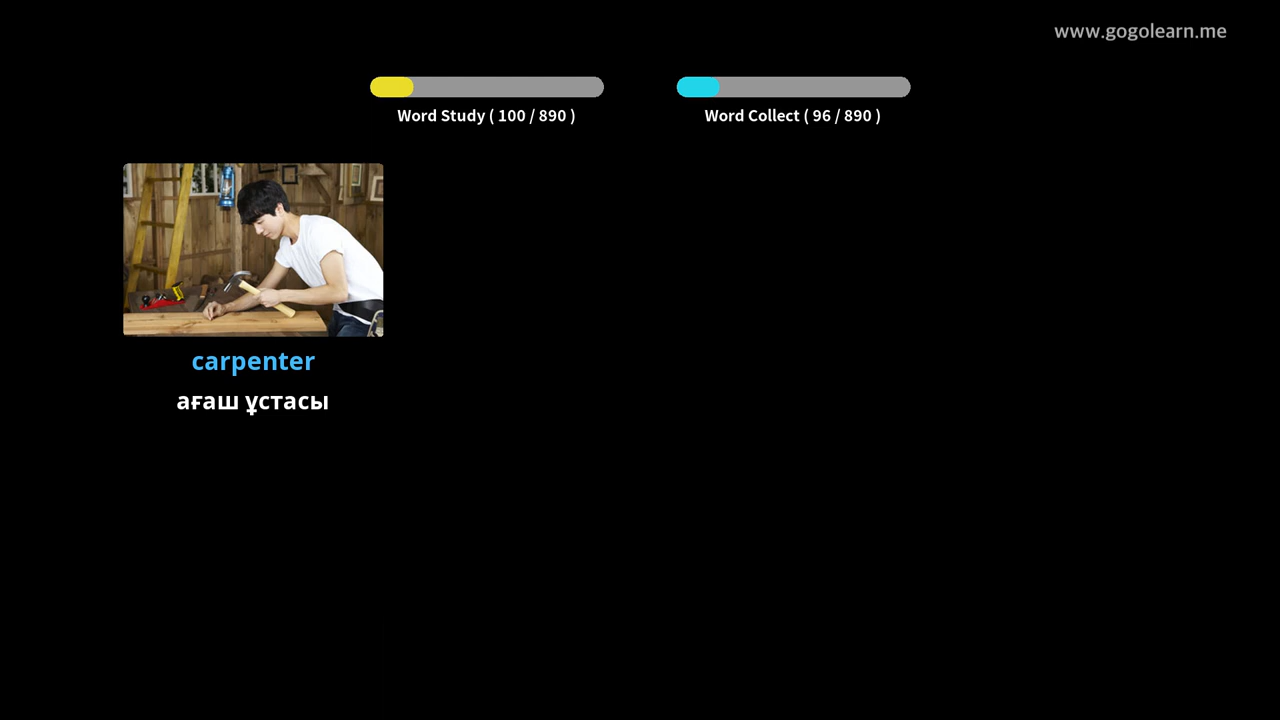 www.gogolearn.me
Word Study ( 100 / 890 )
Word Collect ( 96 / 890 )
carpenter
ағаш ұстасы